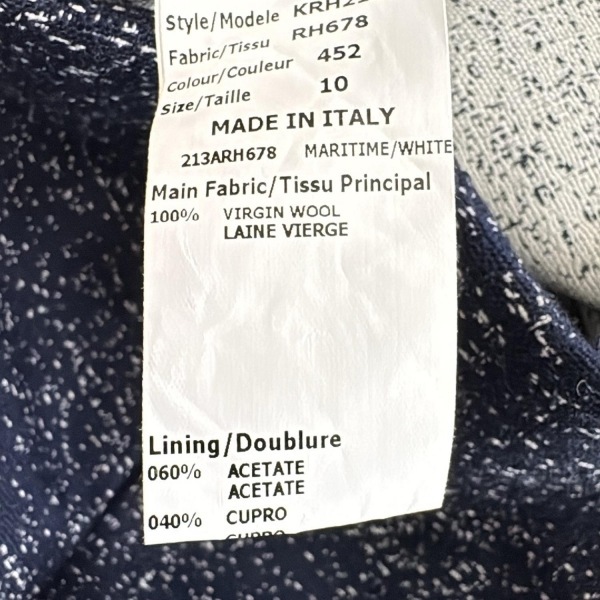 Style/Modele
Fabric/Tissu RH678
Colour/Couleur 452
Size/Taille 10
MADE IN ITALY
213ARH678 MARITIME/WHITE
Main Fabric/Tissu Principal
100% VIRGIN WOOL
LAINE VIERGE
Lining/Doublure
060% ACETATE
ACETATE
040% CUPRO
CUPRO